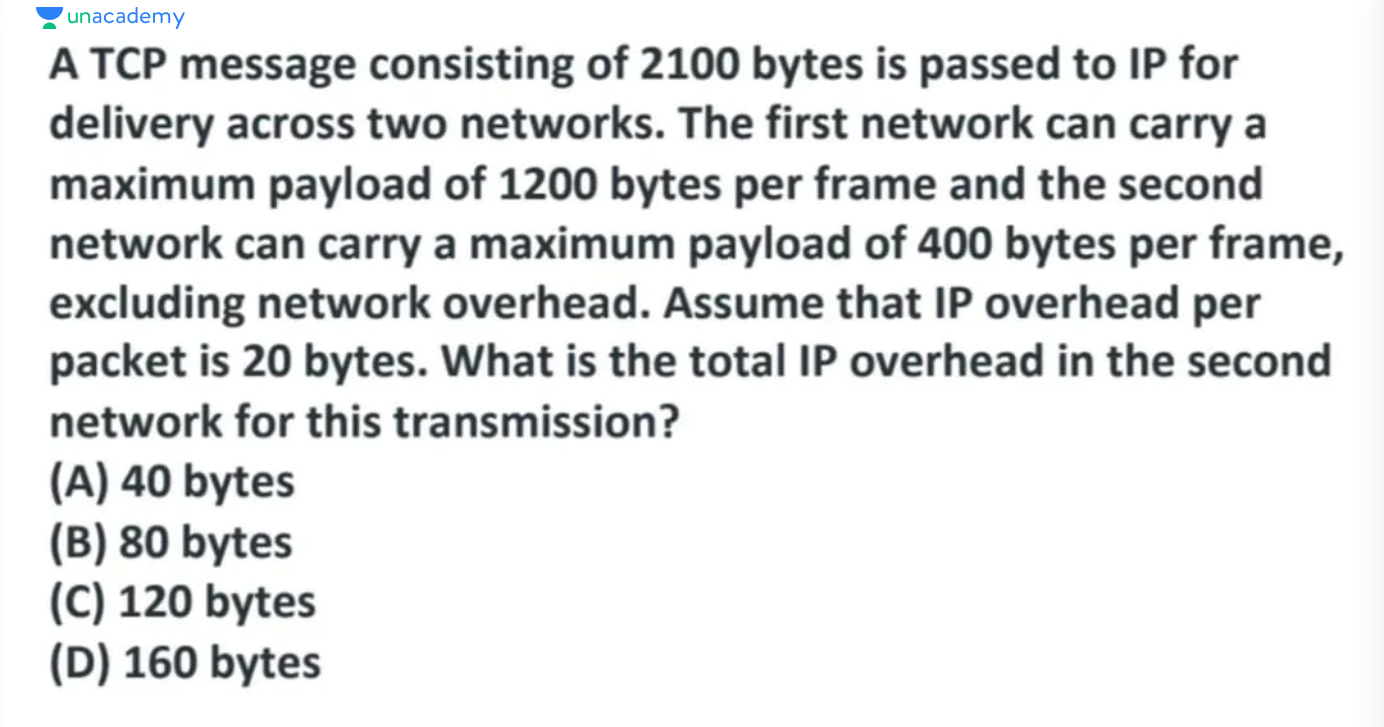 unacademy
A TCP message consisting of 2100 bytes is passed to IP for
delivery across two networks. The first network can carry a
maximum payload of 1200 bytes per frame and the second
network can carry a maximum payload of 400 bytes per frame,
excluding network overhead. Assume that IP overhead per
packet is 20 bytes. What is the total IP overhead in the second
network for this transmission?
(A) 40 bytes
(B) 80 bytes
(C) 120 bytes
(D) 160 bytes